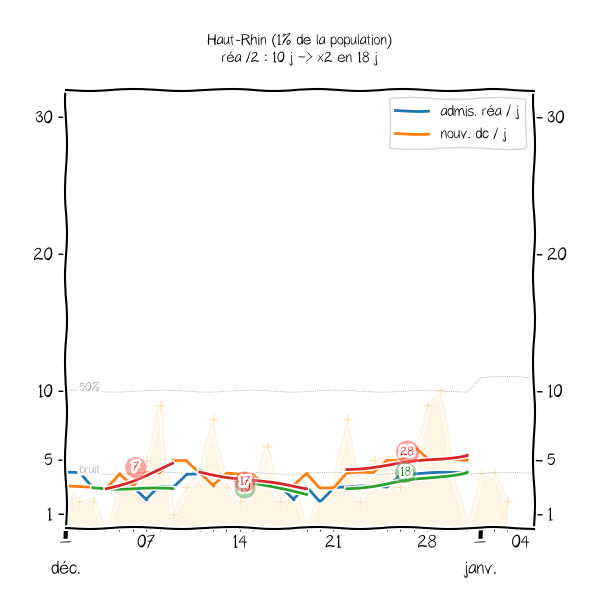 Haut-Rhin (1% de la population)
réa /2 : 10 j -> x2 en 18 j
admis. réa / j
nouv. dc / j
30 30
20 20
10 10
50%
5 5
bruit
7
17
28
18
1 1
07 14 21 28 04
déc. janv.